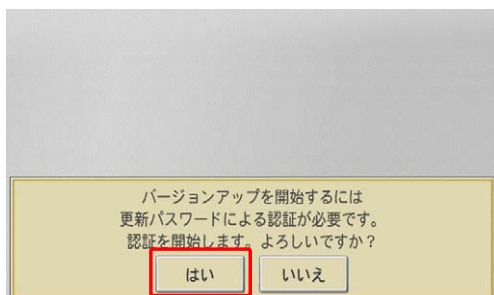 バージョンアップを開始するには
更新パスワードによる認証が必要です。
認証を開始します。よろしいですか？
はい
いいえ